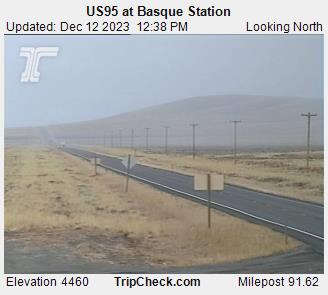 US95 at Basque Station
Updated: Dec 12 2023 12:38 PM Looking North
Elevation 4460 TripCheck.com Milepost 91.62